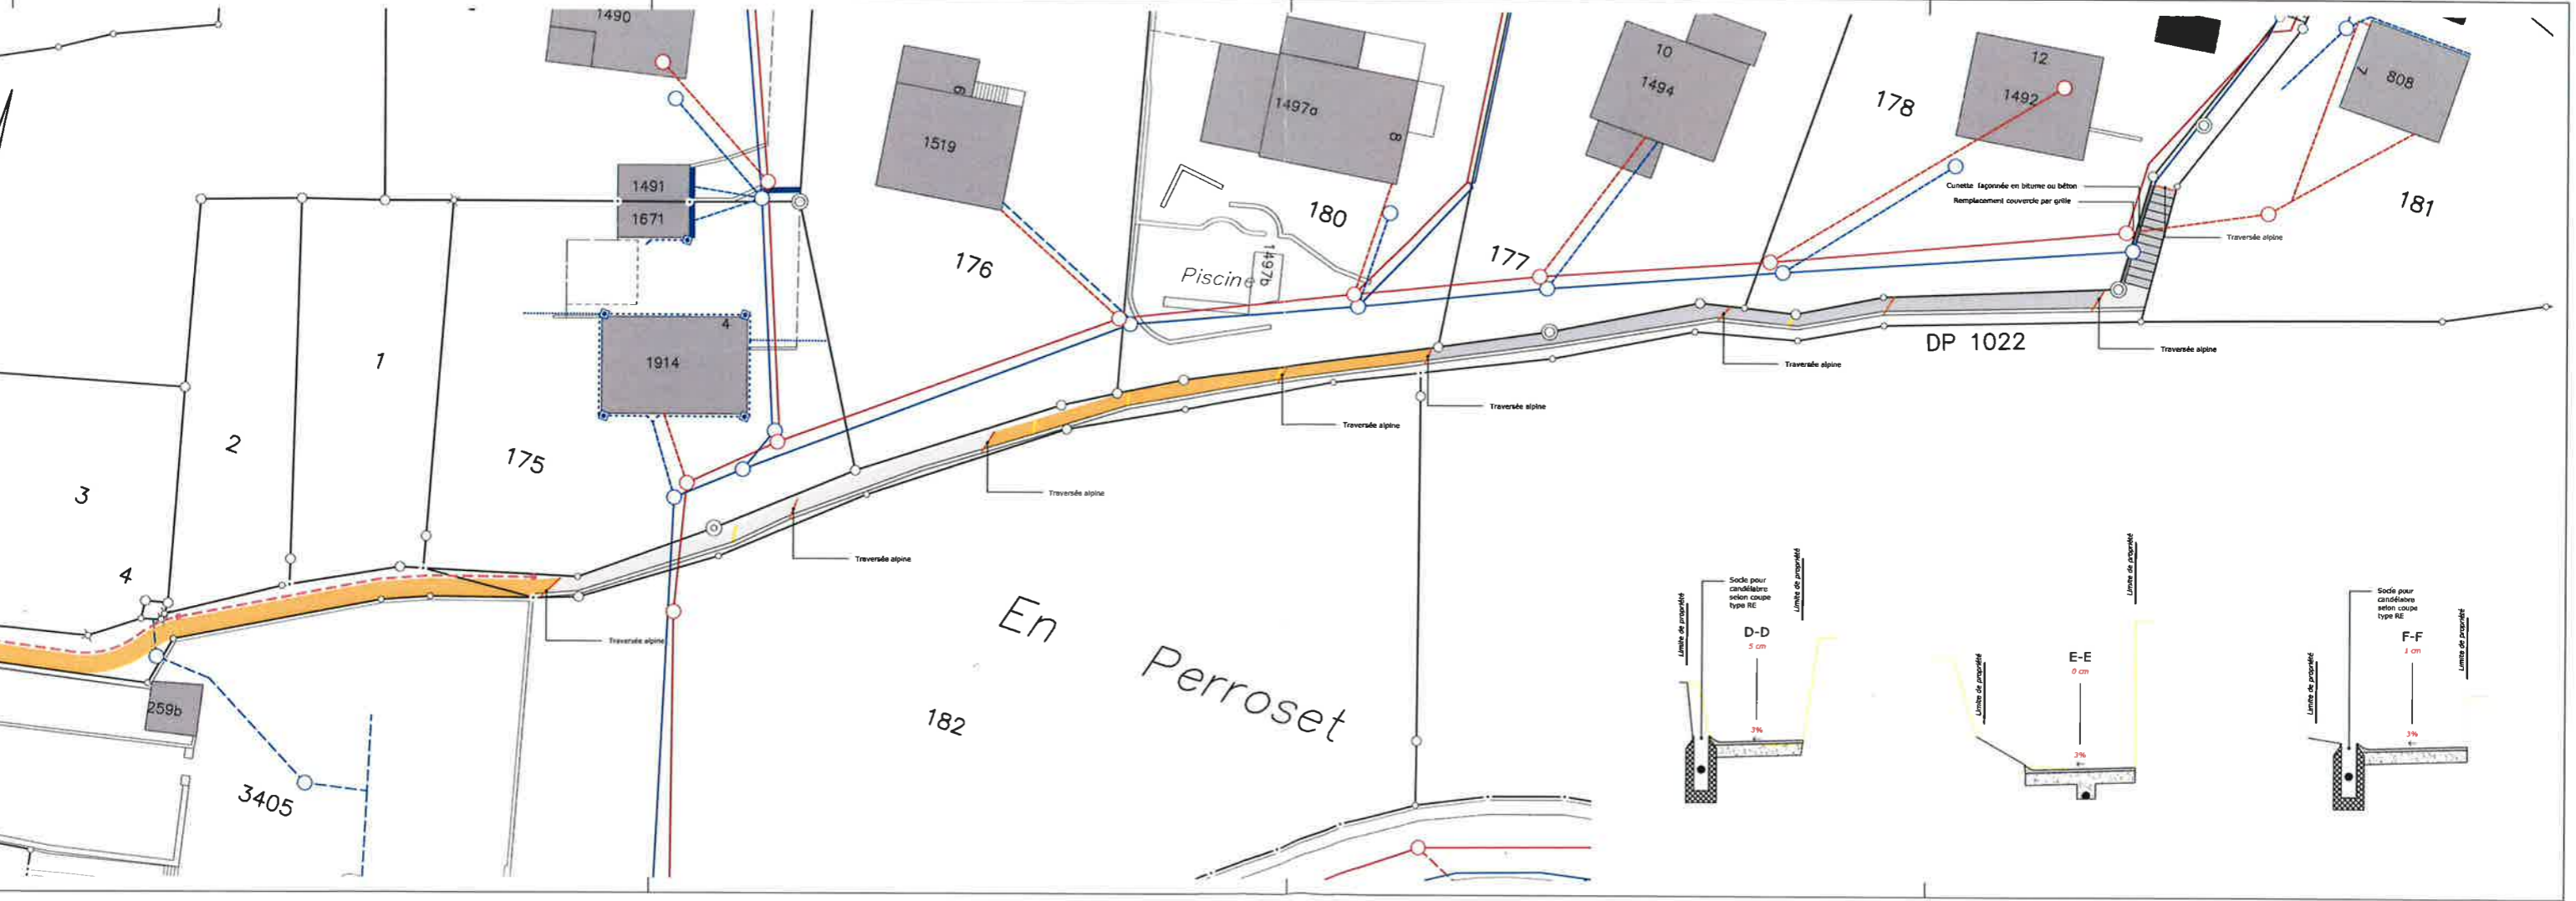 1490
10
1494
12
1492
7
808
178
6
1519
1497a
8
1491
1671
Cunette façonnée en bitume ou béton
Remplacement couvercle par grille
181
180
Traversée alpine
177
176
Piscine
1497b
4
1914
DP 1022
Traversée alpine
Traversée alpine
1
Traversée alpine
Traversée alpine
2
175
3
Traversée alpine
Traversée alpine
4
Traversée alpine
En
Perroset
259b
182
3405
Limite de propriété
Socle pour
candélabre
selon coupe
type RE
Limite de propriété
D-D
5 cm
3%
Limite de propriété
Limite de propriété
E-E
0 cm
3%
Limite de propriété
Socle pour
candélabre
selon coupe
type RE
Limite de propriété
F-F
1 cm
3%